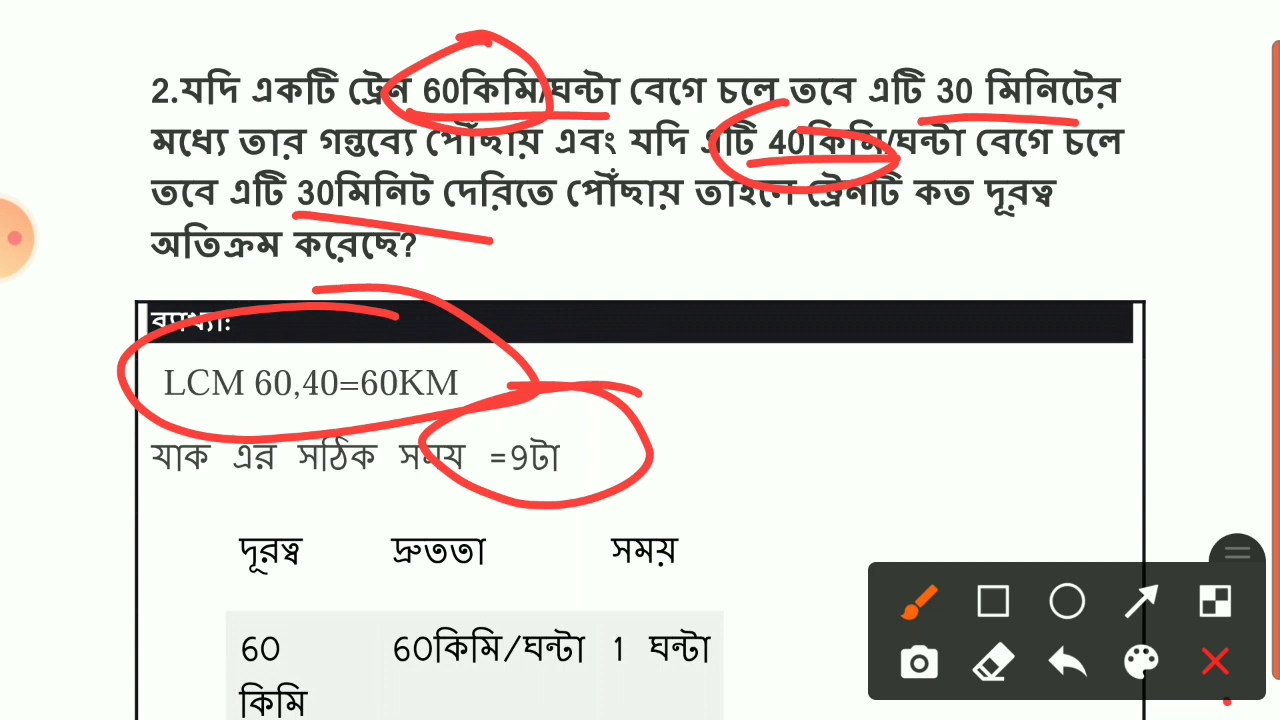 2.যদি একটি ট্রেন 60কিমি/ঘন্টা বেগে চলে তবে এটি 30 মিনিটের
মধ্যে তার গন্তব্যে পৌঁছায় এবং যদি এটি 40কিমি/ঘন্টা বেগে চলে
তবে এটি 30মিনিট দেরিতে পৌঁছায় তাহলে ট্রেনটি কত দূরত্ব
অতিক্রম করেছে?
ব্যাখ্যা:
LCM 60,40=60KM
যাক এর সঠিক সময় =9টা
দূরত্ব দ্রুততা সময়
60 60কিমি/ঘন্টা 1 ঘন্টা
কিমি